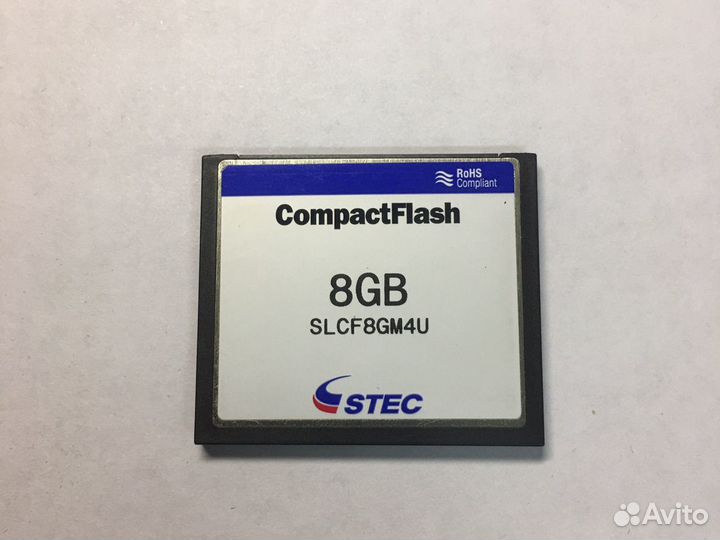 RoHS
Compliant
CompactFlash
8GB
SLCF8GM4U
STEC
Avito